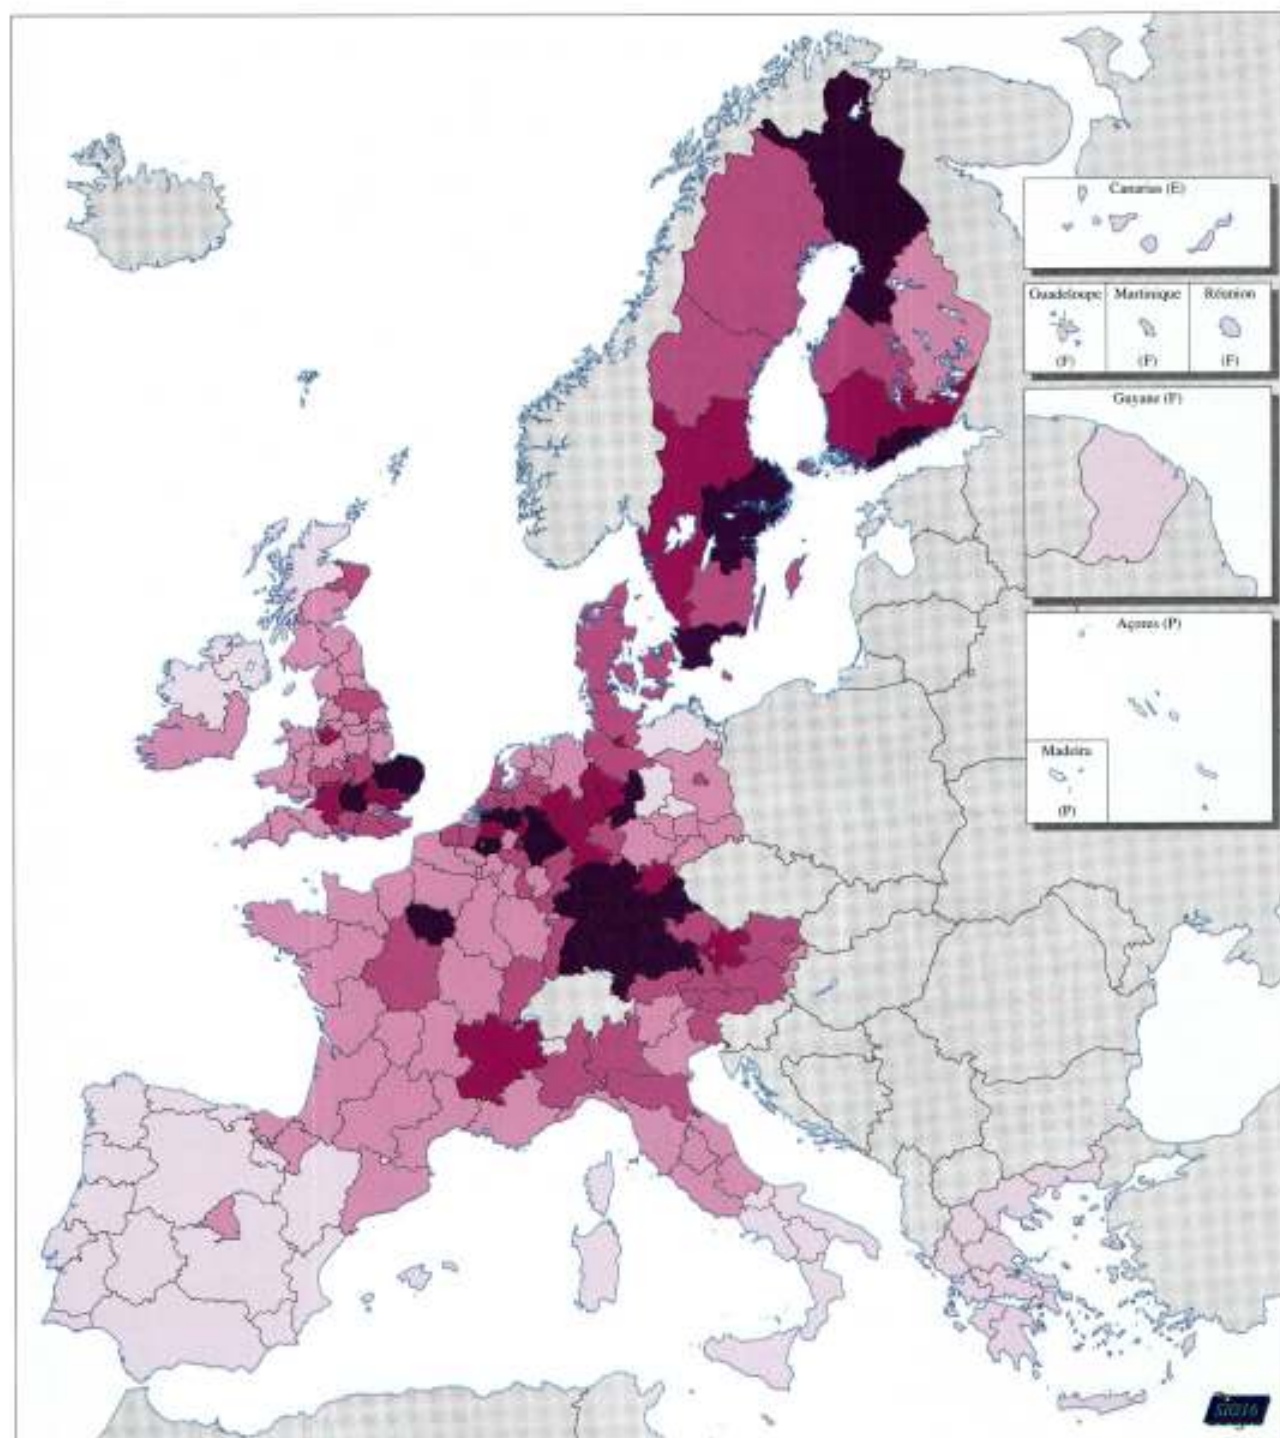 Canarias (E)
Guadeloupe
Martinique
Réunion
(F)
(F)
(F)
Guyane (F)
Açores (P)
Madeira
(P)